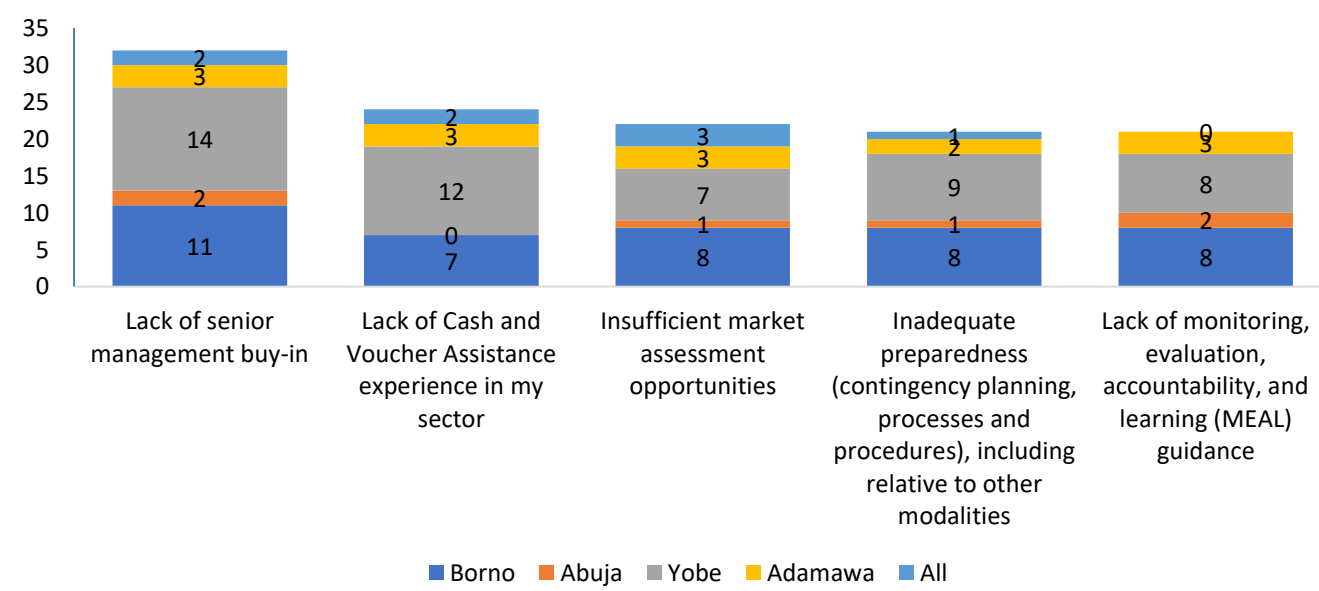 35
30
25
20
15
10
5
0
2
3
14
2
11
2
3
12
0
7
3
3
7
1
8
1
2
9
1
8
0
3
8
2
8
Lack of senior
management buy-in
Lack of Cash and
Voucher Assistance
experience in my
sector
Insufficient market
assessment
opportunities
Inadequate
preparedness
(contingency planning,
processes and
procedures), including
relative to other
modalities
Lack of monitoring,
evaluation,
accountability, and
learning (MEAL)
guidance
Borno Abuja Yobe Adamawa All